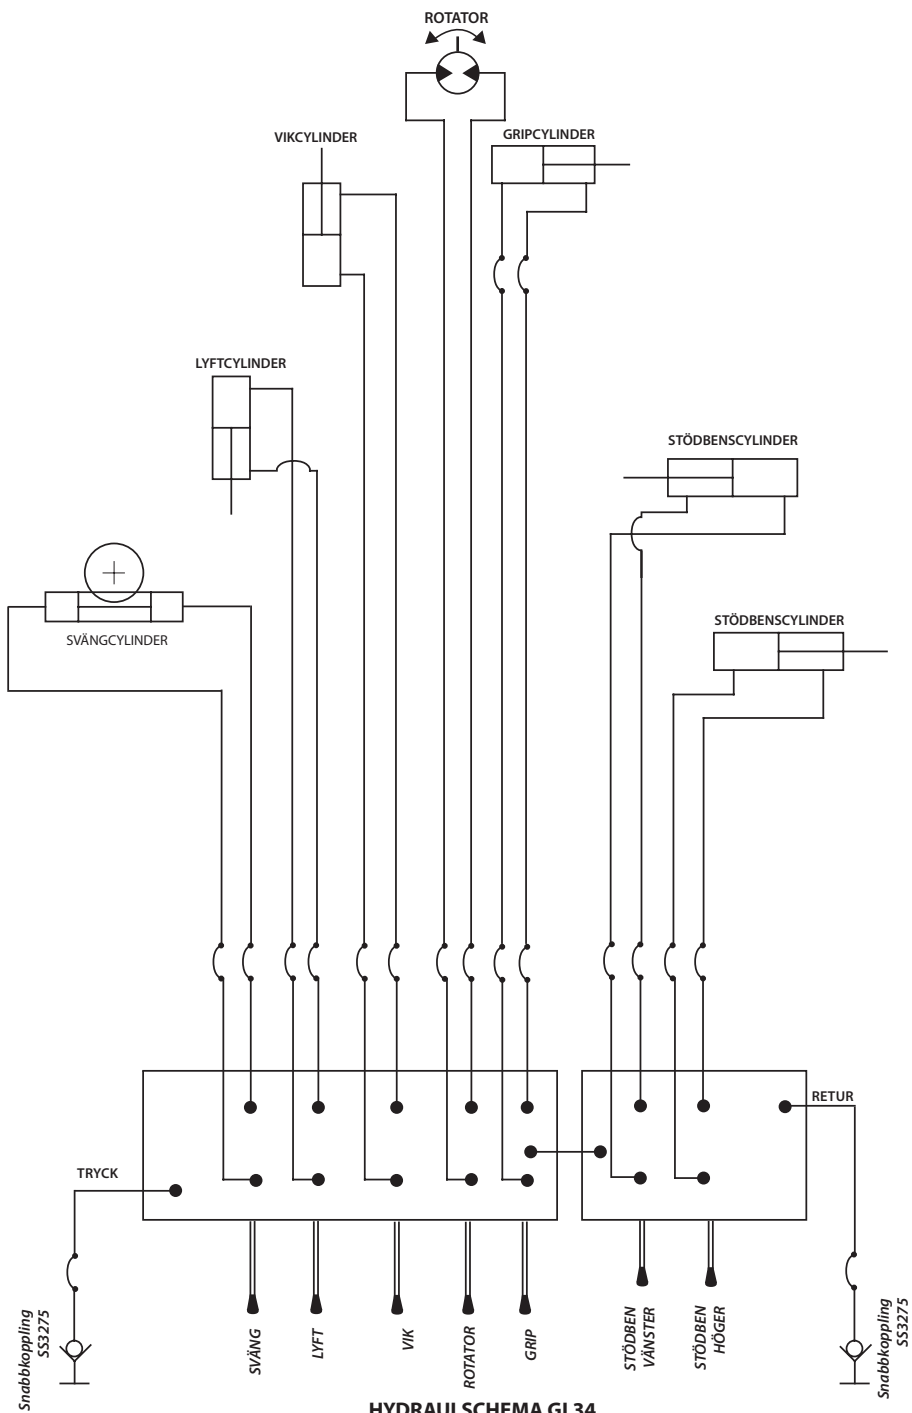 ROTATOR
VIKCYLINDER
GRIPCYLINDER
LYFTCYLINDER
STÖDBENSCYLINDER
SVÄNGCYLINDER
STÖDBENSCYLINDER
RETUR
TRYCK
Snabbkoppling
SS3275
SVÄNG
LYFT
VIK
ROTATOR
GRIP
STÖDBEN
VÄNSTER
STÖDBEN
HÖGER
Snabbkoppling
SS3275
HYDRAULSCHEMA GL34